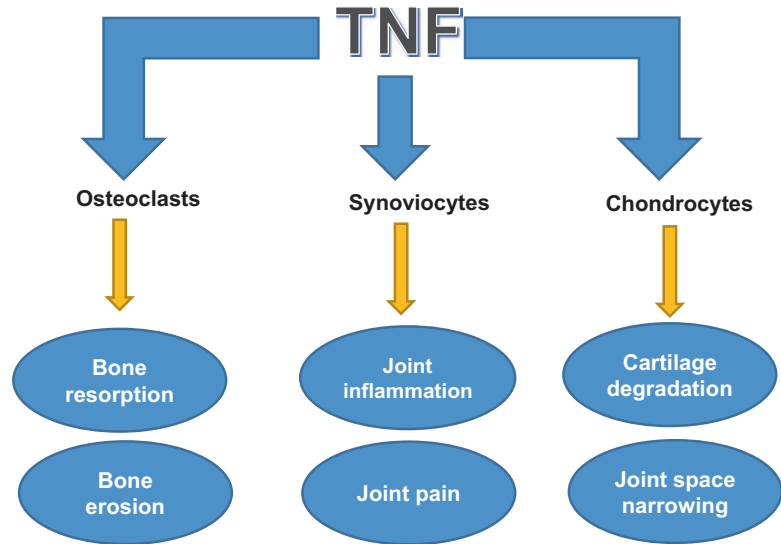 TNF
Osteoclasts
Synoviocytes
Chondrocytes
Bone
resorption
Joint
inflammation
Cartilage
degradation
Bone
erosion
Joint pain
Joint space
narrowing